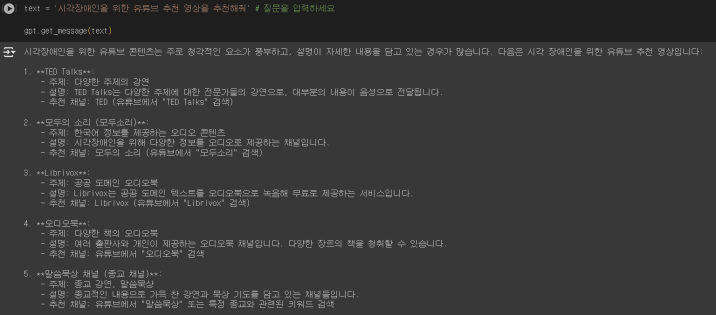 text = '시각장애인을 위한 유튜브 추천 영상을 추천해줘' # 질문을 입력하세요
gpt.get_message(text)
시각장애인을 위한 유튜브 콘텐츠는 주로 청각적인 요소가 풍부하고, 설명이 자세한 내용을 담고 있는 경우가 많습니다. 다음은 시각 장애인을 위한 유튜브 추천 영상입니다:
1. **TED Talks**:
- 주제: 다양한 주제의 강연
- 설명: TED Talks는 다양한 주제에 대한 전문가들의 강연으로, 대부분의 내용이 음성으로 전달됩니다.
- 추천 채널: TED (유튜브에서 "TED Talks" 검색)
2. **모두의 소리 (모두소리)**:
- 주제: 한국어 정보를 제공하는 오디오 콘텐츠
- 설명: 시각장애인을 위해 다양한 정보를 오디오로 제공하는 채널입니다.
- 추천 채널: 모두의 소리 (유튜브에서 "모두소리" 검색)
3. **Librivox**:
- 주제: 공공 도메인 오디오북
- 설명: Librivox는 공공 도메인 텍스트를 오디오북으로 녹음해 무료로 제공하는 서비스입니다.
- 추천 채널: Librivox (유튜브에서 "Librivox" 검색)
4. **오디오북**:
- 주제: 다양한 책의 오디오북
- 설명: 여러 출판사와 개인이 제공하는 오디오북 채널입니다. 다양한 장르의 책을 청취할 수 있습니다.
- 추천 채널: 유튜브에서 "오디오북" 검색
5. **말씀묵상 채널 (종교 채널)**:
- 주제: 종교 강연, 말씀묵상
- 설명: 종교적인 내용으로 가득 찬 강연과 묵상 기도를 담고 있는 채널들입니다.
- 추천 채널: 유튜브에서 "말씀묵상" 또는 특정 종교와 관련된 키워드 검색